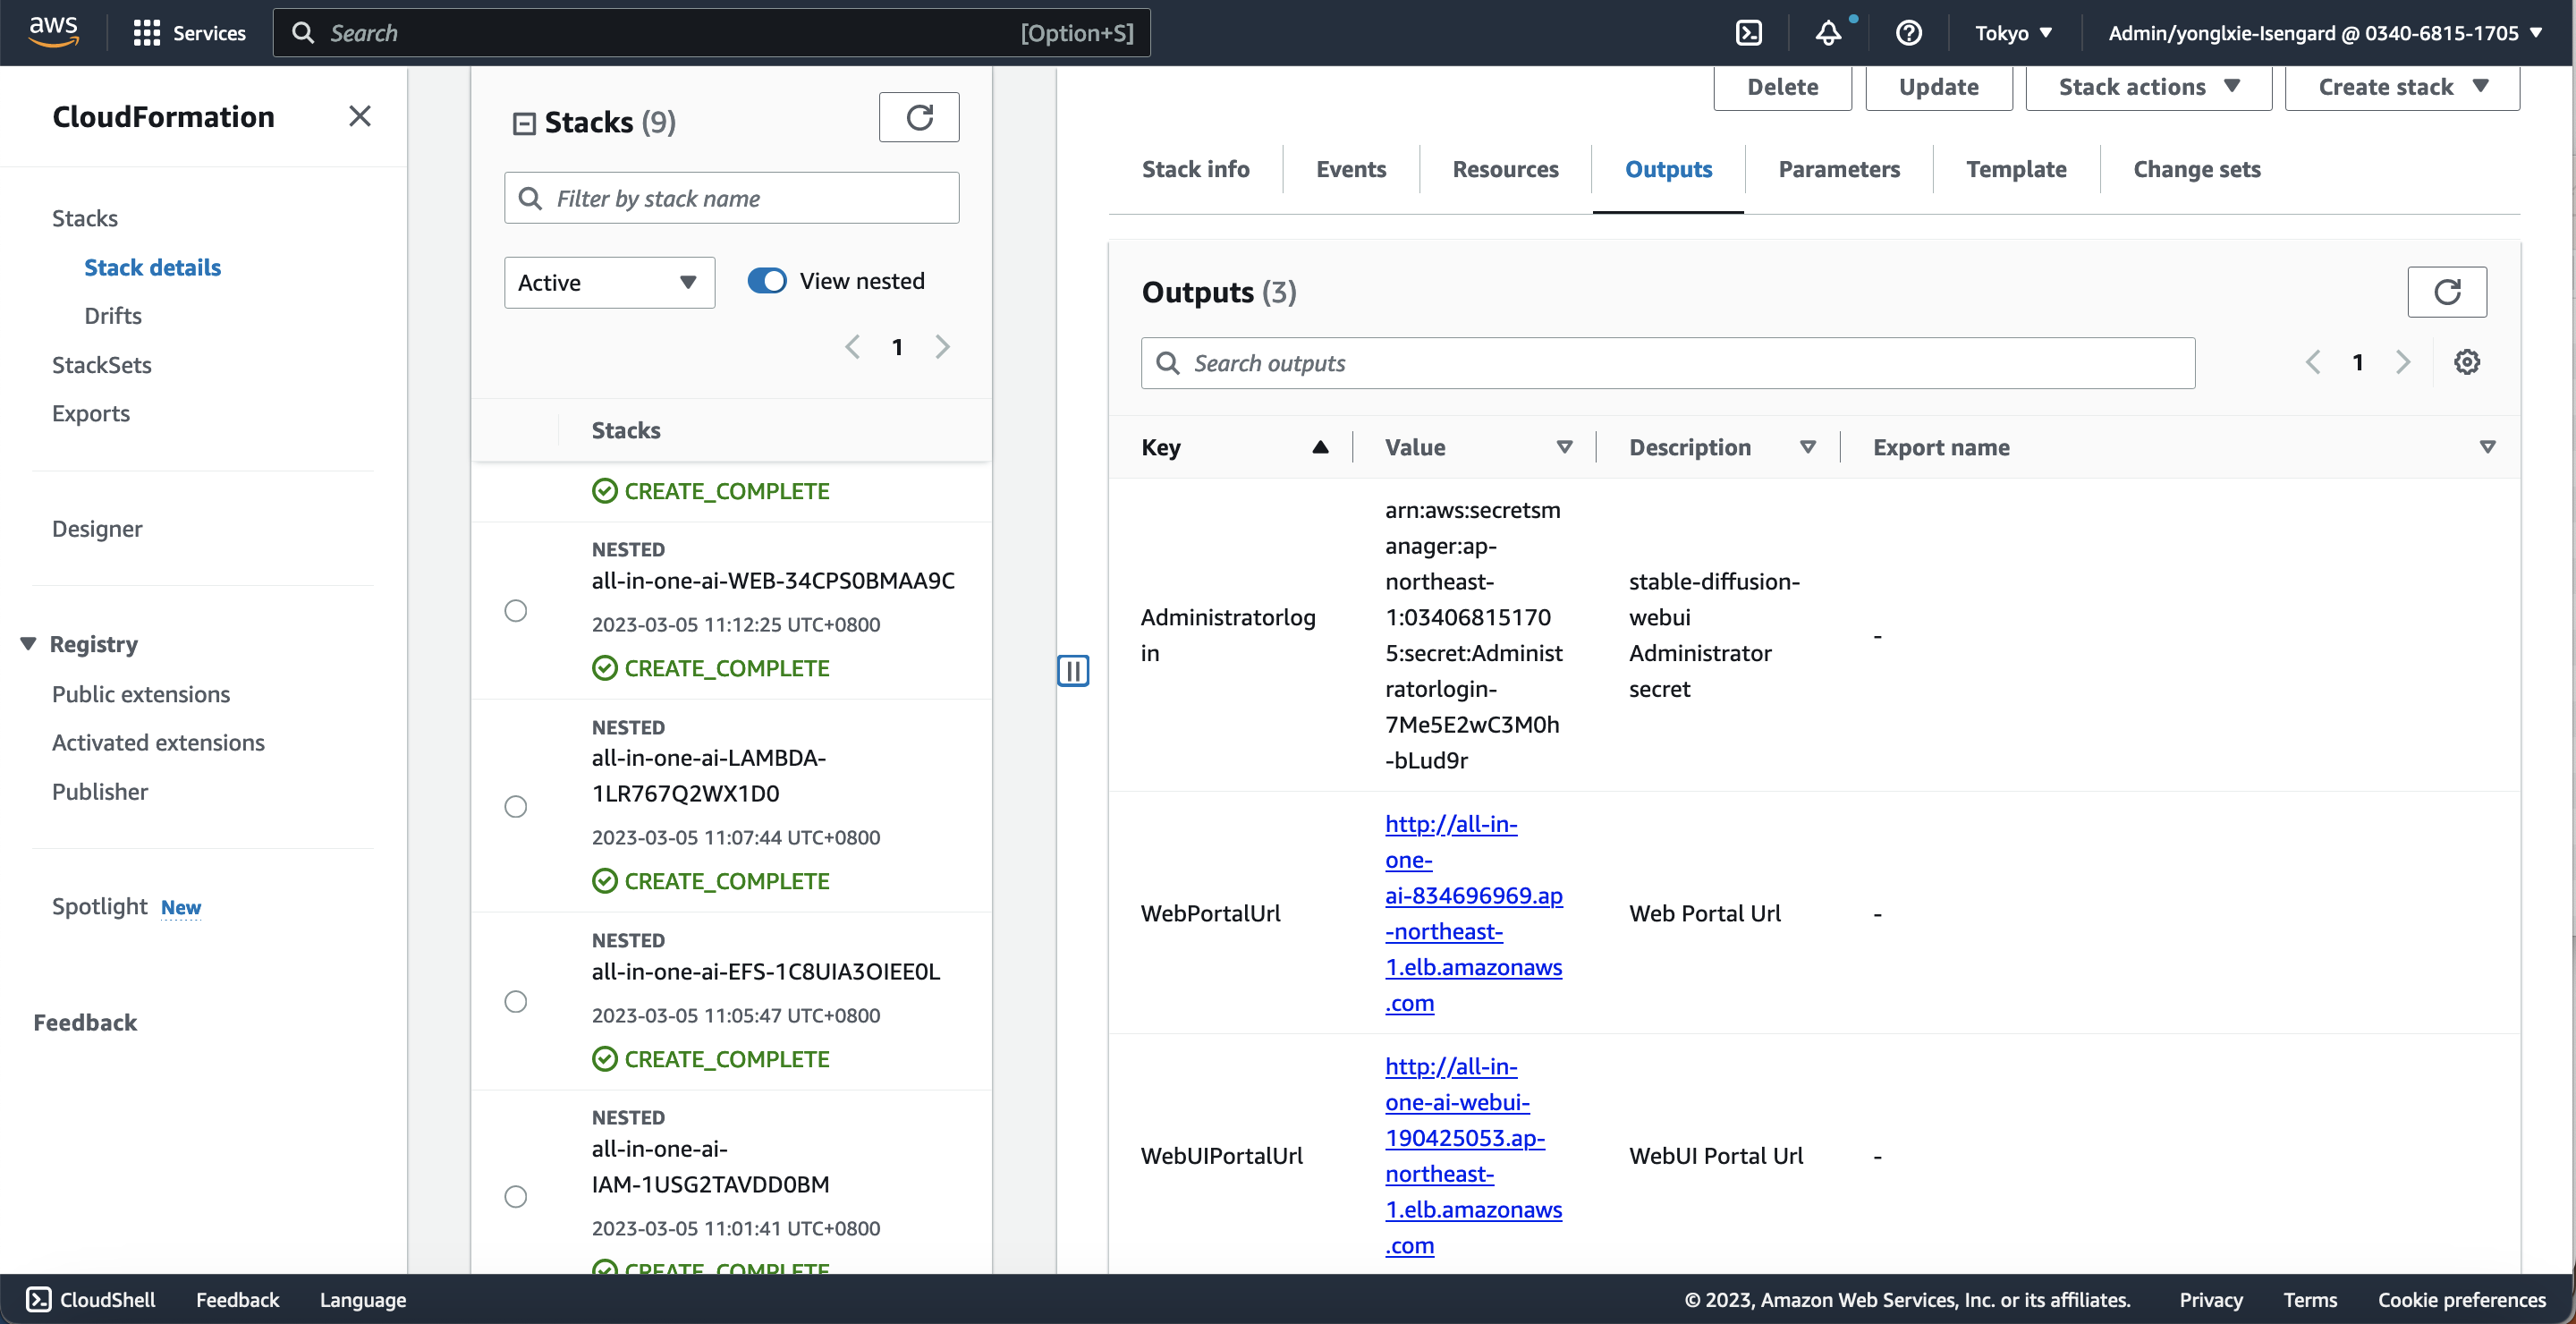 aws
Services
Search
[Option+S]
Tokyo
Admin/yonglxie-Isengard @ 0340-6815-1705
CloudFormation
Stacks
Stack details
Drifts
StackSets
Exports
Designer
Registry
Public extensions
Activated extensions
Publisher
Spotlight New
Feedback
Stacks (9)
Filter by stack name
Active
View nested
1
Stacks
CREATE_COMPLETE
NESTED
all-in-one-ai-WEB-34CPS0BMAA9C
2023-03-05 11:12:25 UTC+0800
CREATE_COMPLETE
NESTED
all-in-one-ai-LAMBDA-
1LR767Q2WX1D0
2023-03-05 11:07:44 UTC+0800
CREATE_COMPLETE
NESTED
all-in-one-ai-EFS-1C8UIA3OIEE0L
2023-03-05 11:05:47 UTC+0800
CREATE_COMPLETE
NESTED
all-in-one-ai-
IAM-1USG2TAVDD0BM
2023-03-05 11:01:41 UTC+0800
CREATE_COMPLETE
Delete
Update
Stack actions
Create stack
Stack info
Events
Resources
Outputs
Parameters
Template
Change sets
Outputs (3)
Search outputs
1
Key
Value
Description
Export name
Administratorlog
in
arn:aws:secretsm
anager:ap-
northeast-
1:03406815170
5:secret:Administ
ratorlogin-
7Me5E2wC3M0h
-bLud9r
stable-diffusion-
webui
Administrator
secret
-
WebPortalUrl
http://all-in-
one-
ai-834696969.ap
-northeast-
1.elb.amazonaws
.com
Web Portal Url
-
WebUIPortalUrl
http://all-in-
one-ai-webui-
190425053.ap-
northeast-
1.elb.amazonaws
.com
WebUI Portal Url
-
CloudShell
Feedback
Language
© 2023, Amazon Web Services, Inc. or its affiliates.
Privacy
Terms
Cookie preferences